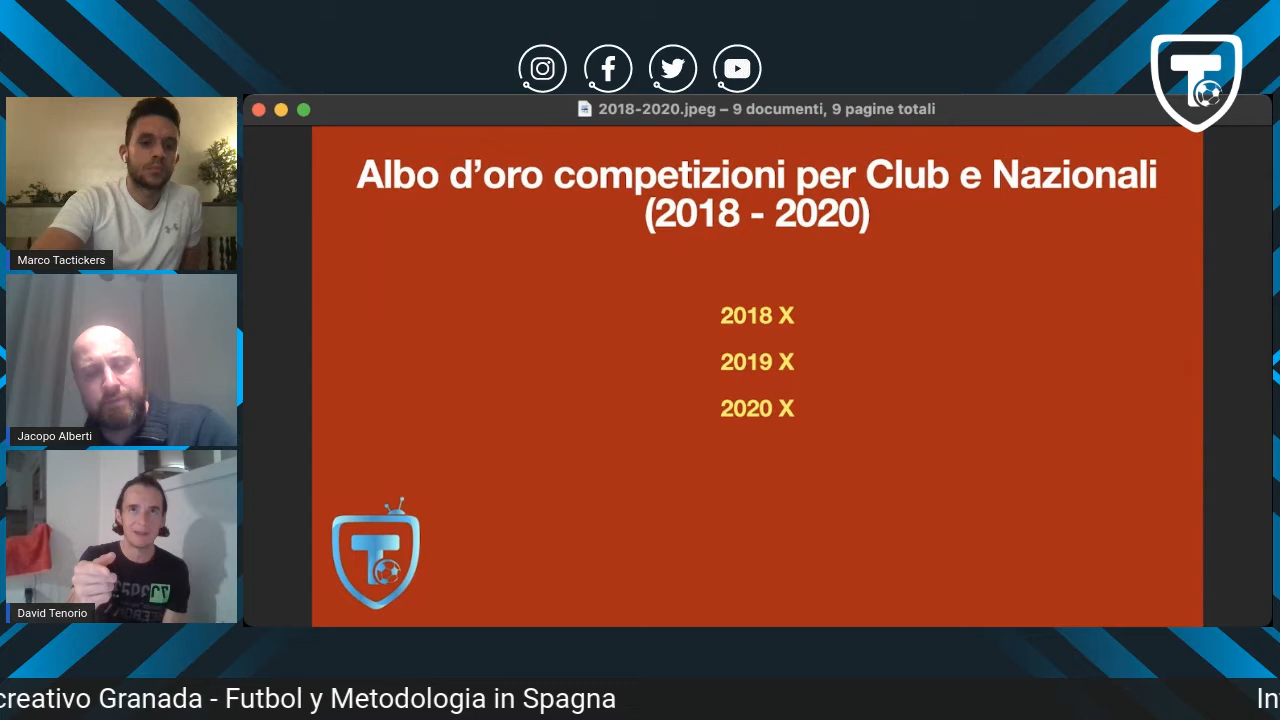 2018-2020.jpeg – 9 documenti, 9 pagine totali
Albo d’oro competizioni per Club e Nazionali
(2018 - 2020)
2018 X
2019 X
2020 X
Marco Tactickers
Jacopo Alberti
David Tenorio
creativo Granada - Futbol y Metodologia in Spagna